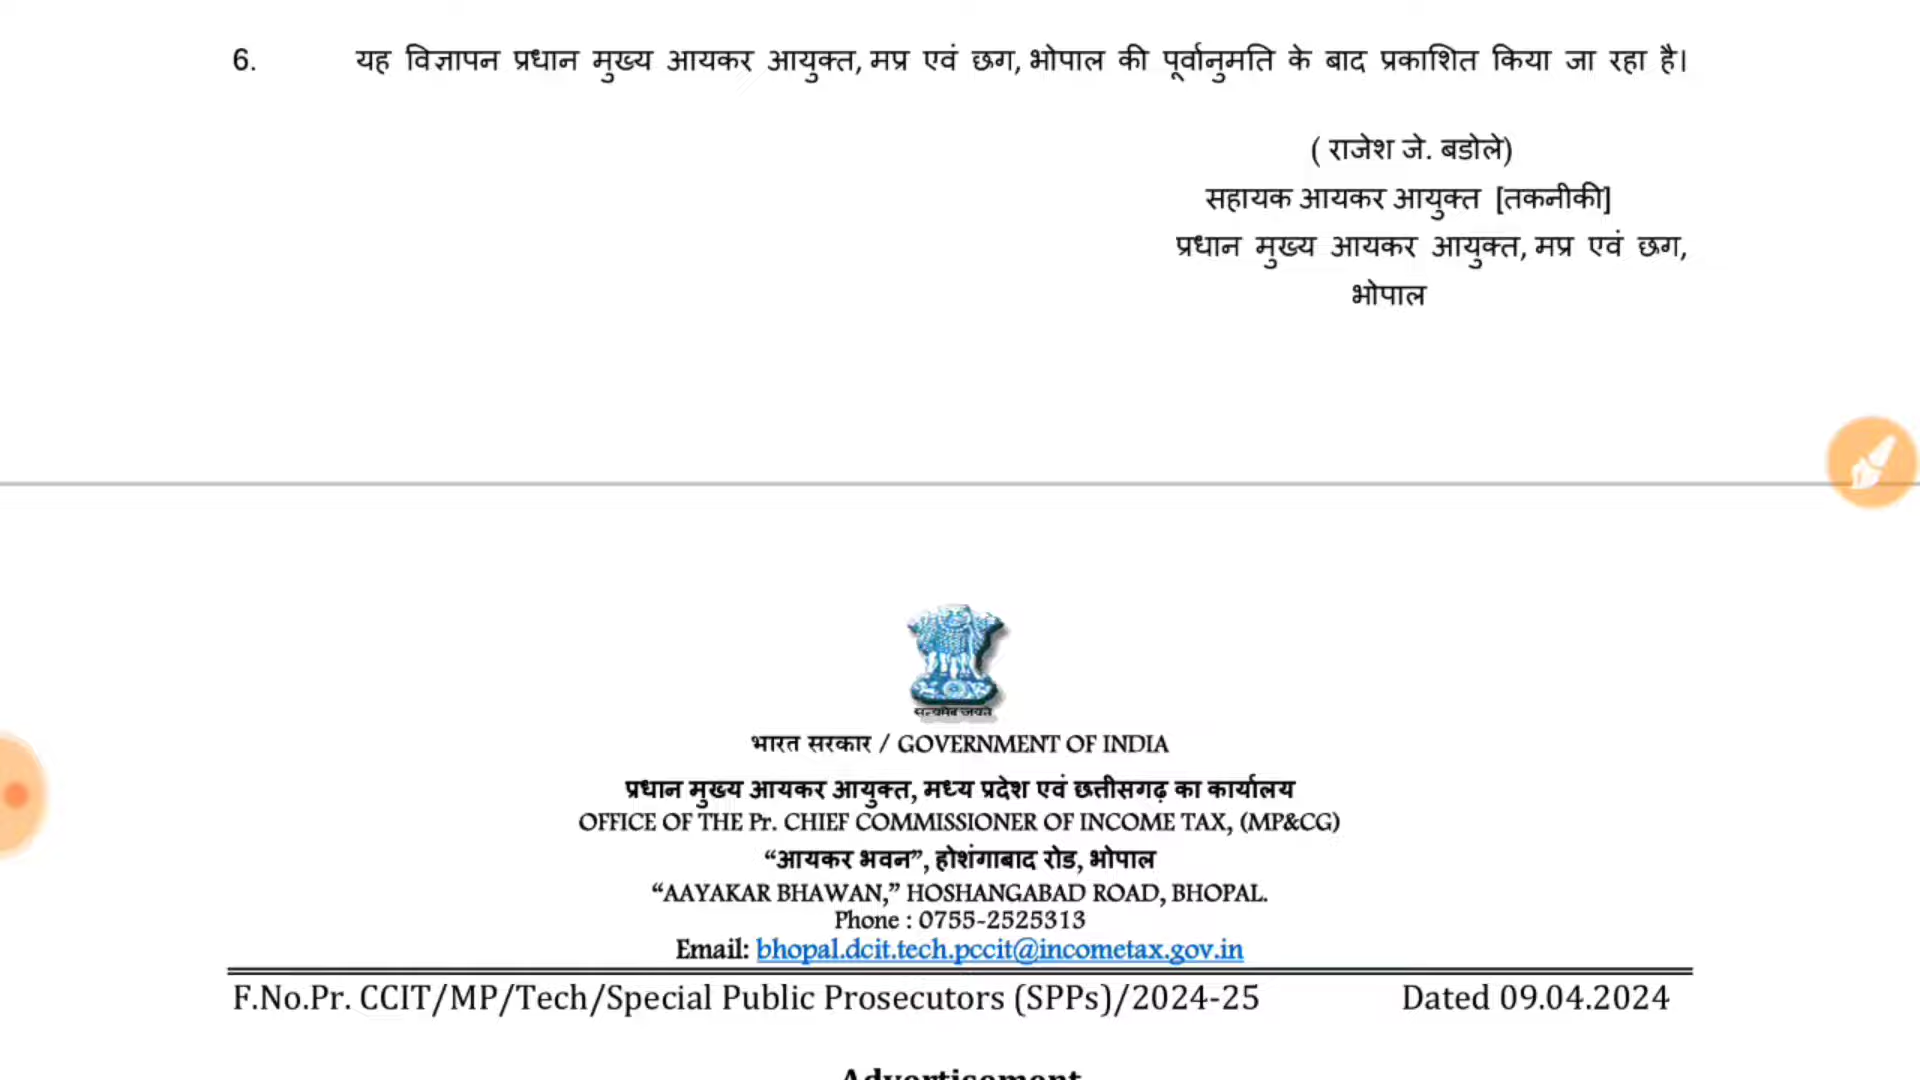 6. यह विज्ञापन प्रधान मुख्य आयकर आयुक्त, मप्र एवं छग, भोपाल की पूर्वानुमति के बाद प्रकाशित किया जा रहा है।
( राजेश जे. बडोले)
सहायक आयकर आयुक्त [तकनीकी]
प्रधान मुख्य आयकर आयुक्त, मप्र एवं छग,
भोपाल
सत्यमेव जयते
भारत सरकार / GOVERNMENT OF INDIA
प्रधान मुख्य आयकर आयुक्त, मध्य प्रदेश एवं छत्तीसगढ़ का कार्यालय
OFFICE OF THE Pr. CHIEF COMMISSIONER OF INCOME TAX, (MP&CG)
“आयकर भवन”, होशंगाबाद रोड, भोपाल
“AAYAKAR BHAWAN,” HOSHANGABAD ROAD, BHOPAL.
Phone : 0755-2525313
Email: bhopal.dcit.tech.pccit@incometax.gov.in
F.No.Pr. CCIT/MP/Tech/Special Public Prosecutors (SPPs)/2024-25 Dated 09.04.2024
Advertisement